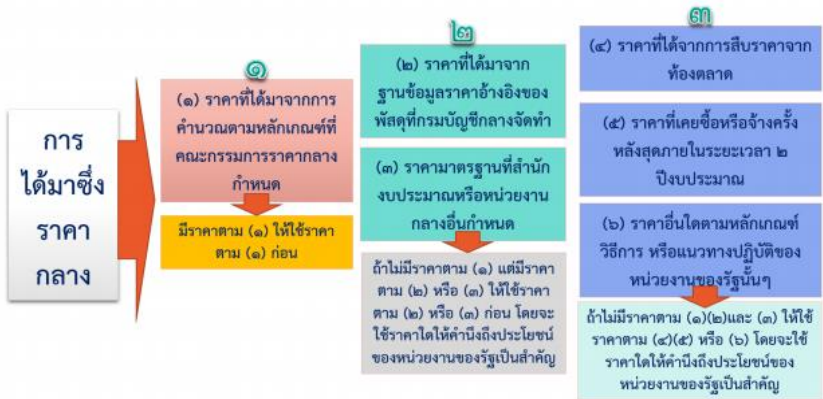 การ
ได้มาซึ่ง
ราคา
กลาง
๑
(๑) ราคาที่ได้มาจากการ
คำนวณตามหลักเกณฑ์ที่
คณะกรรมการราคากลาง
กำหนด
มีราคาตาม (๑) ให้ใช้ราคา
ตาม (๑) ก่อน
๒
(๒) ราคาที่ได้มาจาก
ฐานข้อมูลราคาอ้างอิงของ
พัสดุที่กรมบัญชีกลางจัดทำ
(๓) ราคามาตรฐานที่สำนัก
งบประมาณหรือหน่วยงาน
กลางอื่นกำหนด
ถ้าไม่มีราคาตาม (๑) แต่มีราคา
ตาม (๒) หรือ (๓) ให้ใช้ราคา
ตาม (๒) หรือ (๓) ก่อน โดยจะ
ใช้ราคาใดให้คำนึงถึงประโยชน์
ของหน่วยงานของรัฐเป็นสำคัญ
๓
(๔) ราคาที่ได้จากการสืบราคาจาก
ท้องตลาด
(๕) ราคาที่เคยซื้อหรือจ้างครั้ง
หลังสุดภายในระยะเวลา ๒
ปีงบประมาณ
(๖) ราคาอื่นใดตามหลักเกณฑ์
วิธีการ หรือแนวทางปฏิบัติของ
หน่วยงานของรัฐนั้นๆ
ถ้าไม่มีราคาตาม (๑)(๒)และ (๓) ให้ใช้
ราคาตาม (๔)(๕) หรือ (๖) โดยจะใช้
ราคาใดให้คำนึงถึงประโยชน์ของ
หน่วยงานของรัฐเป็นสำคัญ